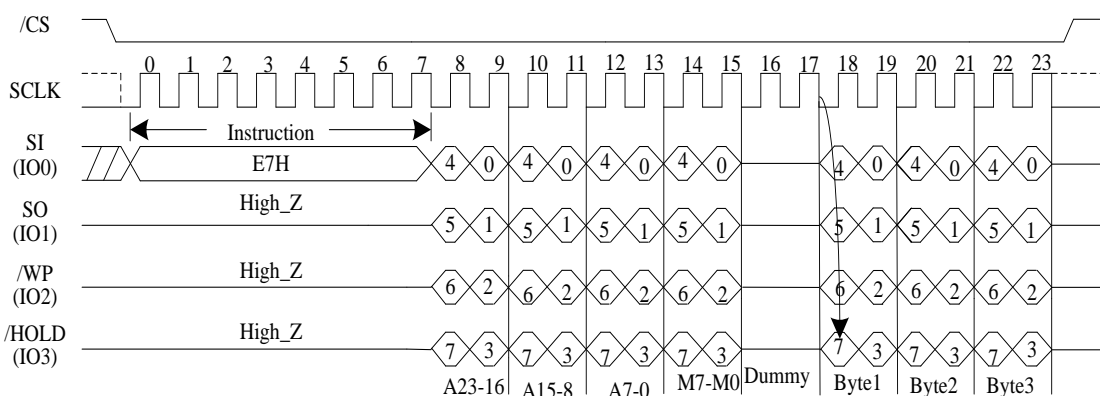 /CS
0 1 2 3 4 5 6 7 8 9 10 11 12 13 14 15 16 17 18 19 20 21 22 23
SCLK
Instruction
SI
(IO0)
E7H
4 0 4 0 4 0 4 0 4 0 4 0 4 0
SO
(IO1)
High_Z
5 1 5 1 5 1 5 1 5 1 5 1 5 1
/WP
(IO2)
High_Z
6 2 6 2 6 2 6 2 6 2 6 2 6 2
/HOLD
(IO3)
High_Z
7 3 7 3 7 3 7 3 7 3 7 3 7 3
A23-16 A15-8 A7-0 M7-M0 Dummy Byte1 Byte2 Byte3